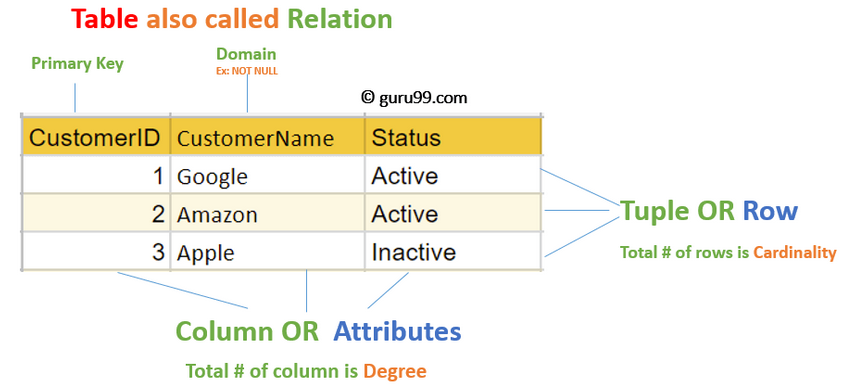 Table also called Relation
Primary Key
Domain
Ex: NOT NULL
© guru99.com
CustomerID CustomerName Status
1 Google Active
2 Amazon Active
3 Apple Inactive
Tuple OR Row
Total # of rows is Cardinality
Column OR Attributes
Total # of column is Degree